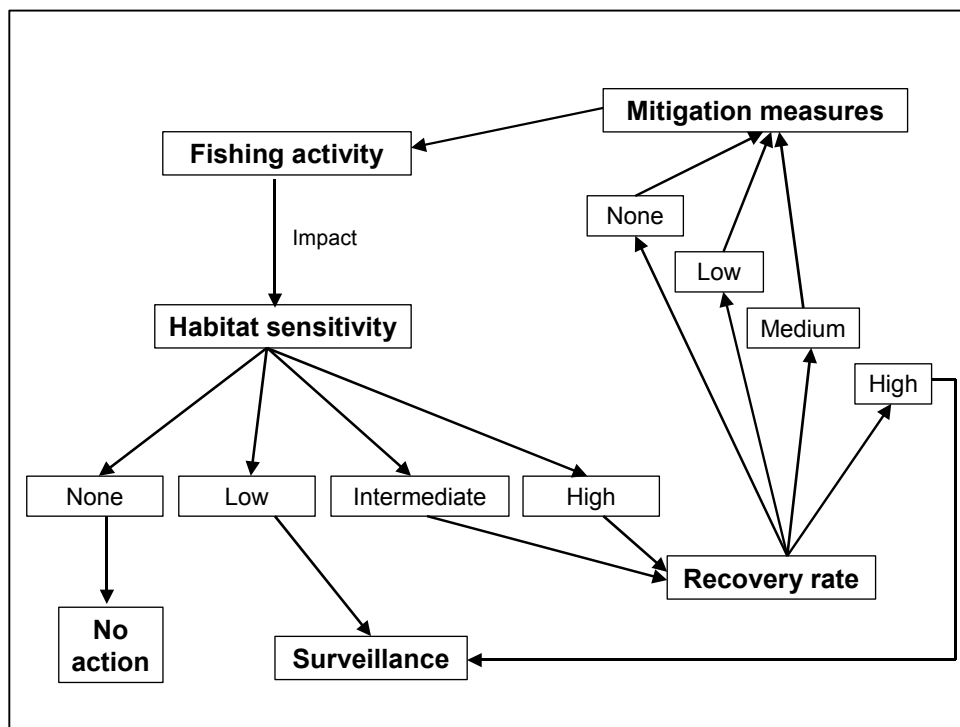 Mitigation measures
Fishing activity
None
Impact
Low
Habitat sensitivity
Medium
High
None
Low
Intermediate
High
Recovery rate
No
action
Surveillance